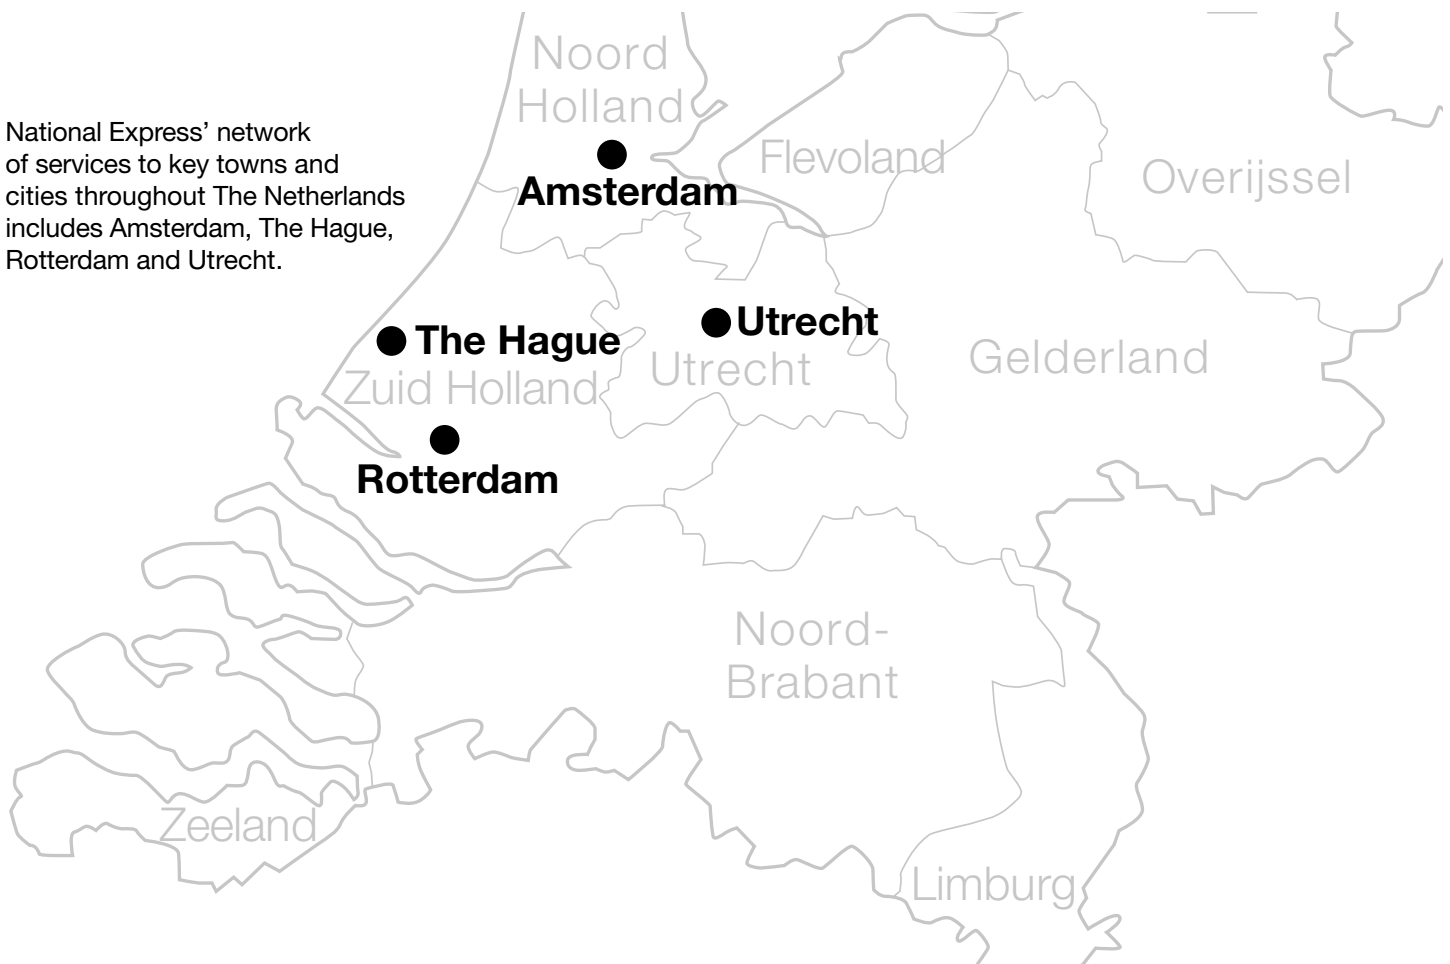 National Express’ network
of services to key towns and
cities throughout The Netherlands
includes Amsterdam, The Hague,
Rotterdam and Utrecht.
Noord
Holland
Amsterdam
Flevoland
Overijssel
The Hague
Zuid Holland
Utrecht
Utrecht
Gelderland
Rotterdam
Noord-
Brabant
Zeeland
Limburg